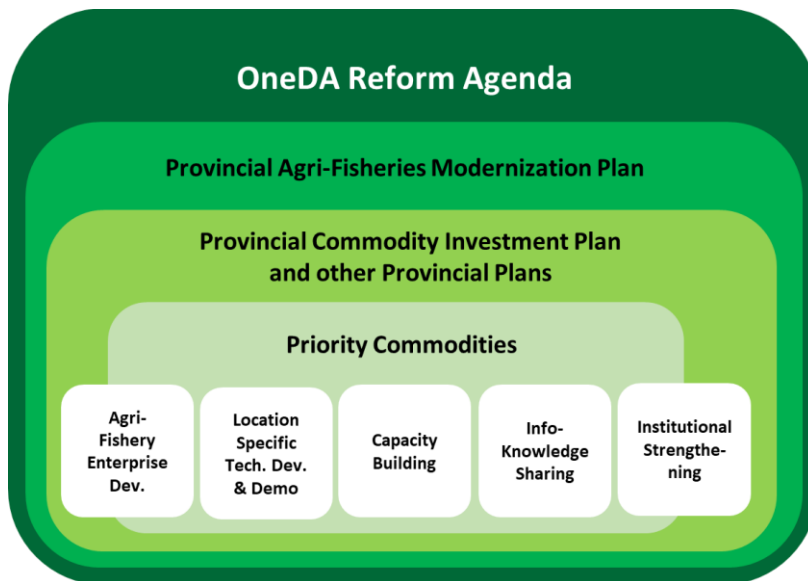 OneDA Reform Agenda
Provincial Agri-Fisheries Modernization Plan
Provincial Commodity Investment Plan
and other Provincial Plans
Priority Commodities
Agri-
Fishery
Enterprise
Dev.
Location
Specific
Tech. Dev.
& Demo
Capacity
Building
Info-
Knowledge
Sharing
Institutional
Strengthe-
ning